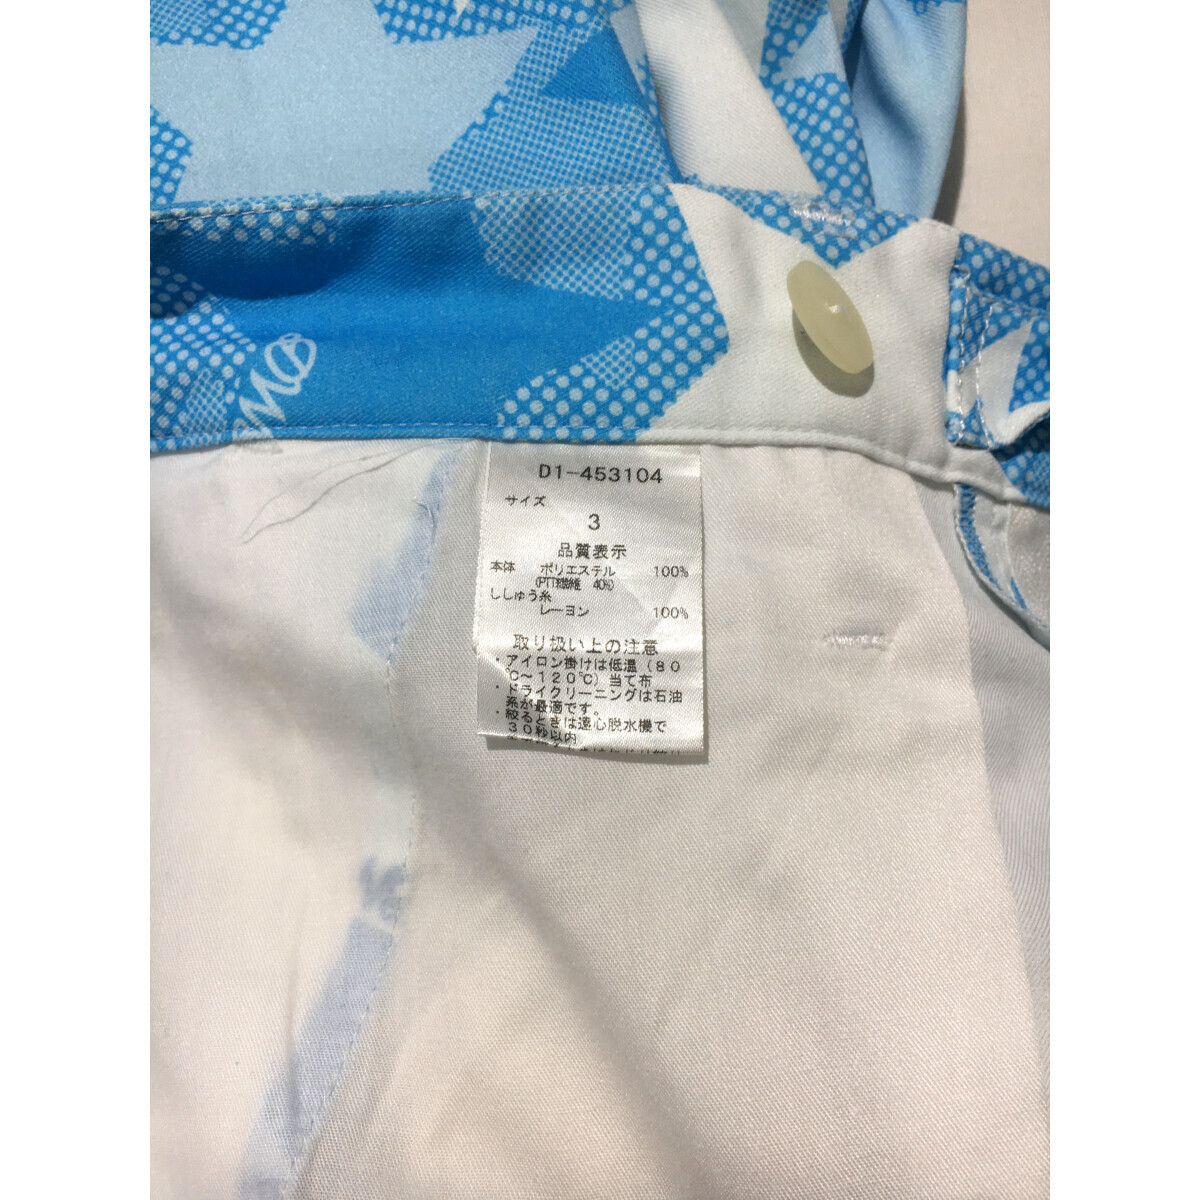 D1-453104
サイズ
3
品質表示
本体 ポリエステル 100%
(PTT繊維 40%)
ししゅう糸
レーヨン 100%
取り扱い上の注意
・アイロン掛けは低温(80
℃～120℃)当て布
・ドライクリーニングは石油
系が最適です。
・絞るときは遠心脱水機で
30秒以内